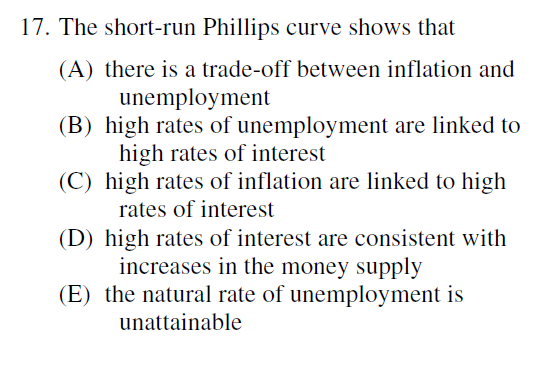 17. The short-run Phillips curve shows that
(A) there is a trade-off between inflation and
unemployment
(B) high rates of unemployment are linked to
high rates of interest
(C) high rates of inflation are linked to high
rates of interest
(D) high rates of interest are consistent with
increases in the money supply
(E) the natural rate of unemployment is
unattainable